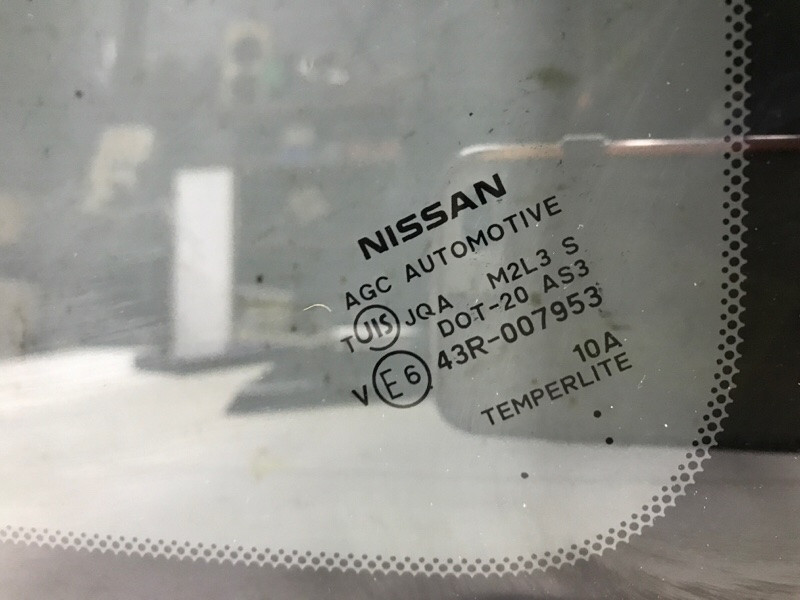 NISSAN
AGC AUTOMOTIVE
T JIS JQA M2L3 S
DOT-20 AS3
V E6 43R-007953
10A
TEMPERLITE